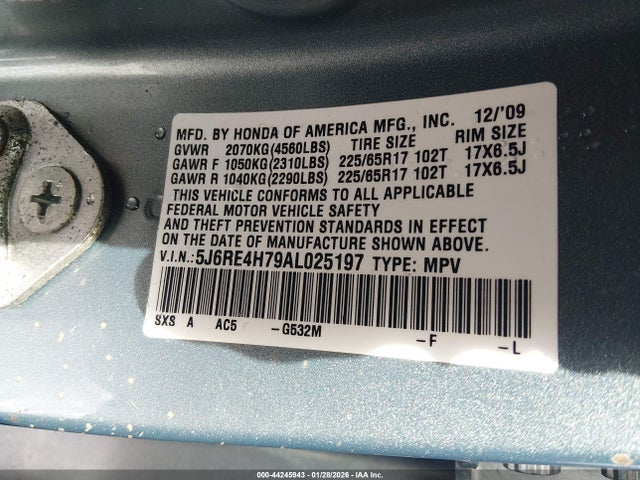 MFD. BY HONDA OF AMERICA MFG., INC. 12/'09
GVWR 2070KG(4560LBS) TIRE SIZE RIM SIZE
GAWR F 1050KG(2310LBS) 225/65R17 102T 17X6.5J
GAWR R 1040KG(2290LBS) 225/65R17 102T 17X6.5J
THIS VEHICLE CONFORMS TO ALL APPLICABLE
FEDERAL MOTOR VEHICLE SAFETY
AND THEFT PREVENTION STANDARDS IN EFFECT
ON THE DATE OF MANUFACTURE SHOWN ABOVE.
V.I.N.: 5J6RE4H79AL025197 TYPE: MPV
SXS A AC5 -G532M -F -L
000-44245943 | 01/28/2026 - IAA Inc.